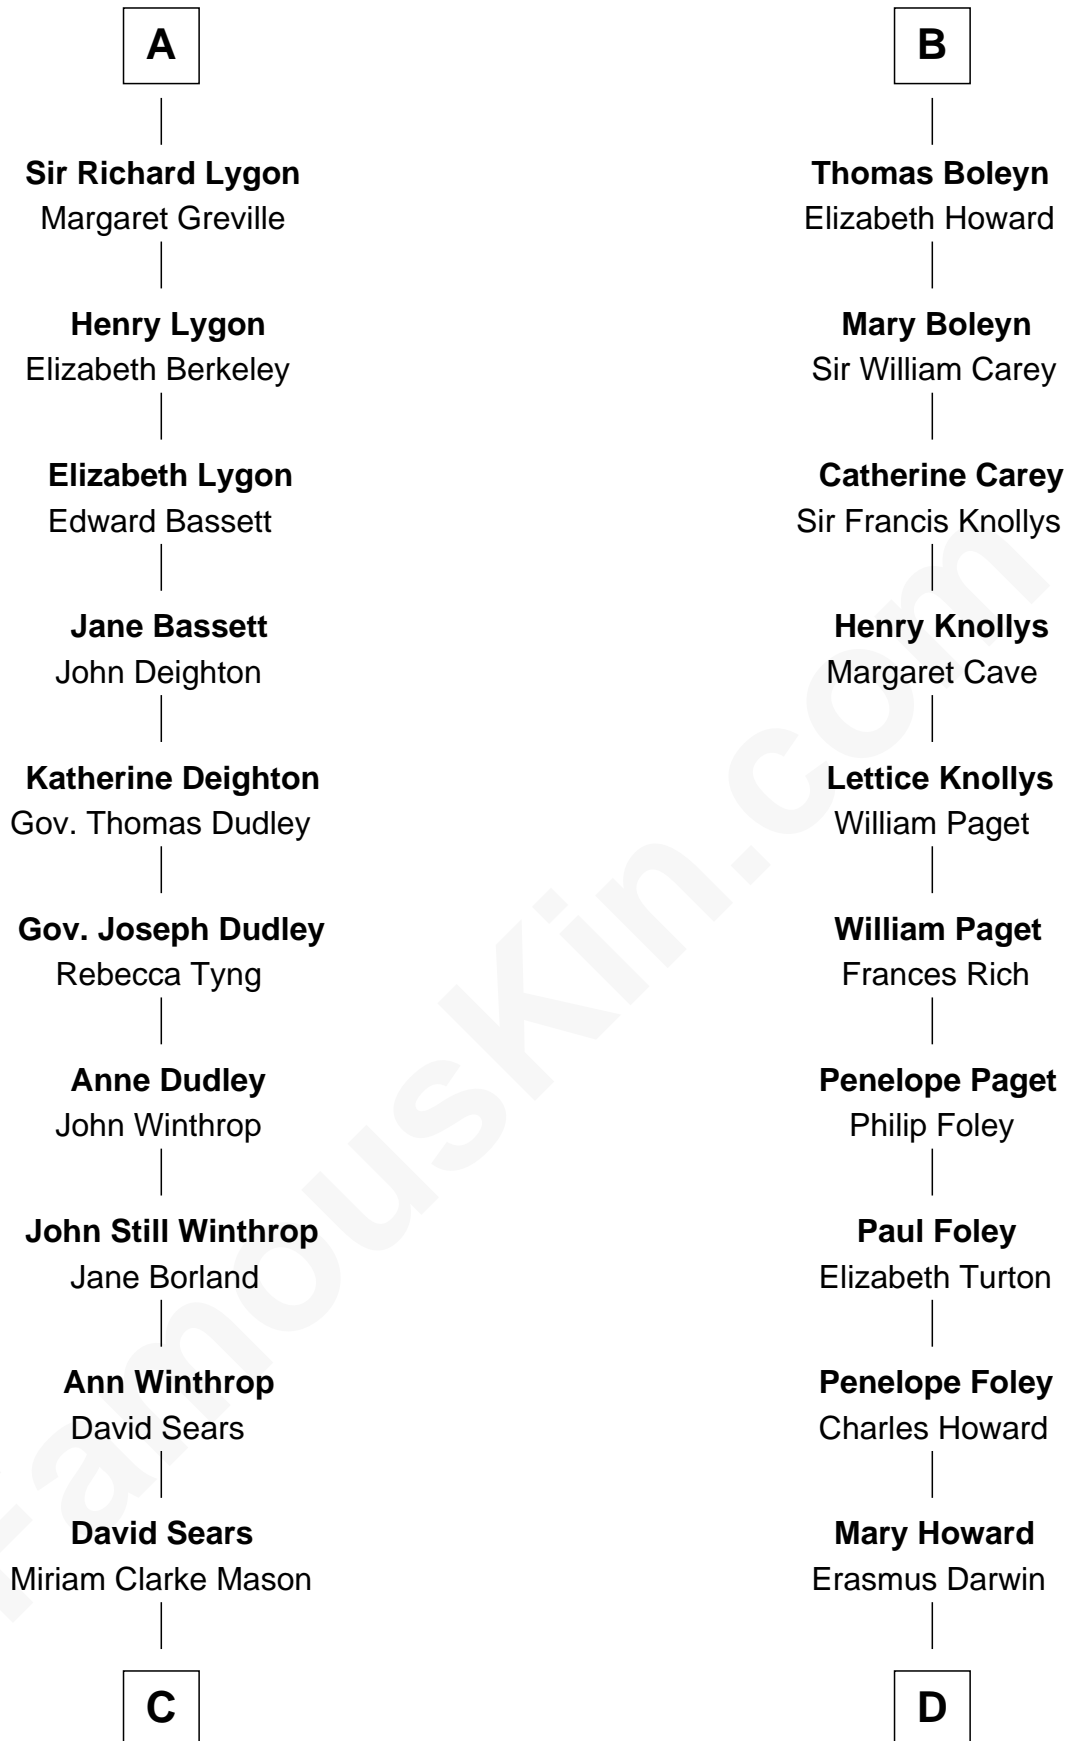 A
Sir Richard Lygon
Margaret Greville
Henry Lygon
Elizabeth Berkeley
Elizabeth Lygon
Edward Bassett
Jane Bassett
John Deighton
Katherine Deighton
Gov. Thomas Dudley
Gov. Joseph Dudley
Rebecca Tyng
Anne Dudley
John Winthrop
John Still Winthrop
Jane Borland
Ann Winthrop
David Sears
David Sears
Miriam Clarke Mason
C
B
Thomas Boleyn
Elizabeth Howard
Mary Boleyn
Sir William Carey
Catherine Carey
Sir Francis Knollys
Henry Knollys
Margaret Cave
Lettice Knollys
William Paget
William Paget
Frances Rich
Penelope Paget
Philip Foley
Paul Foley
Elizabeth Turton
Penelope Foley
Charles Howard
Mary Howard
Erasmus Darwin
D
FamousKin.com